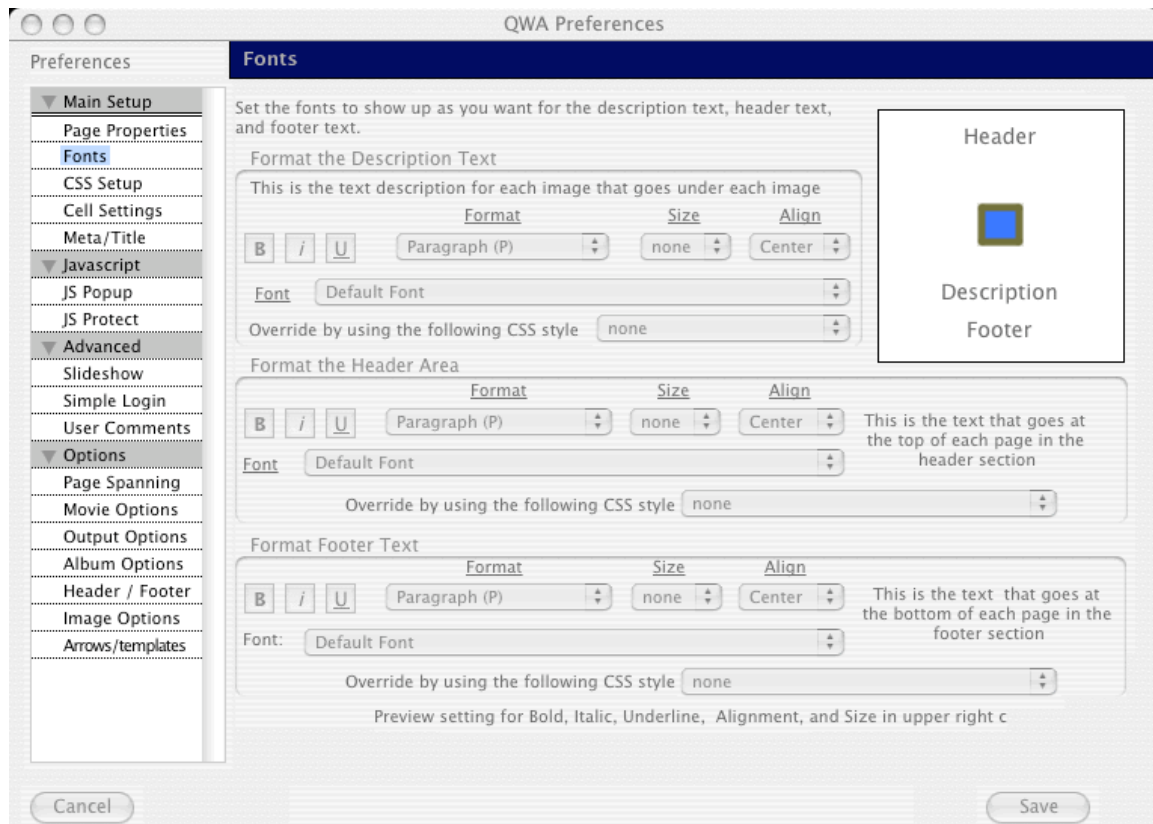 QWA Preferences
Preferences
Main Setup
Page Properties
Fonts
CSS Setup
Cell Settings
Meta/Title
Javascript
JS Popup
JS Protect
Advanced
Slideshow
Simple Login
User Comments
Options
Page Spanning
Movie Options
Output Options
Album Options
Header / Footer
Image Options
Arrows/templates
Fonts
Set the fonts to show up as you want for the description text, header text,
and footer text.
Format the Description Text
This is the text description for each image that goes under each image
Format Size Align
B i U Paragraph (P) none Center
Font Default Font
Override by using the following CSS style none
Header
Description
Footer
Format the Header Area
Format Size Align
B i U Paragraph (P) none Center
Font Default Font
Override by using the following CSS style none
This is the text that goes at
the top of each page in the
header section
Format Footer Text
Format Size Align
B i U Paragraph (P) none Center
Font: Default Font
Override by using the following CSS style none
This is the text that goes at
the bottom of each page in the
footer section
Preview setting for Bold, Italic, Underline, Alignment, and Size in upper right c
Cancel
Save